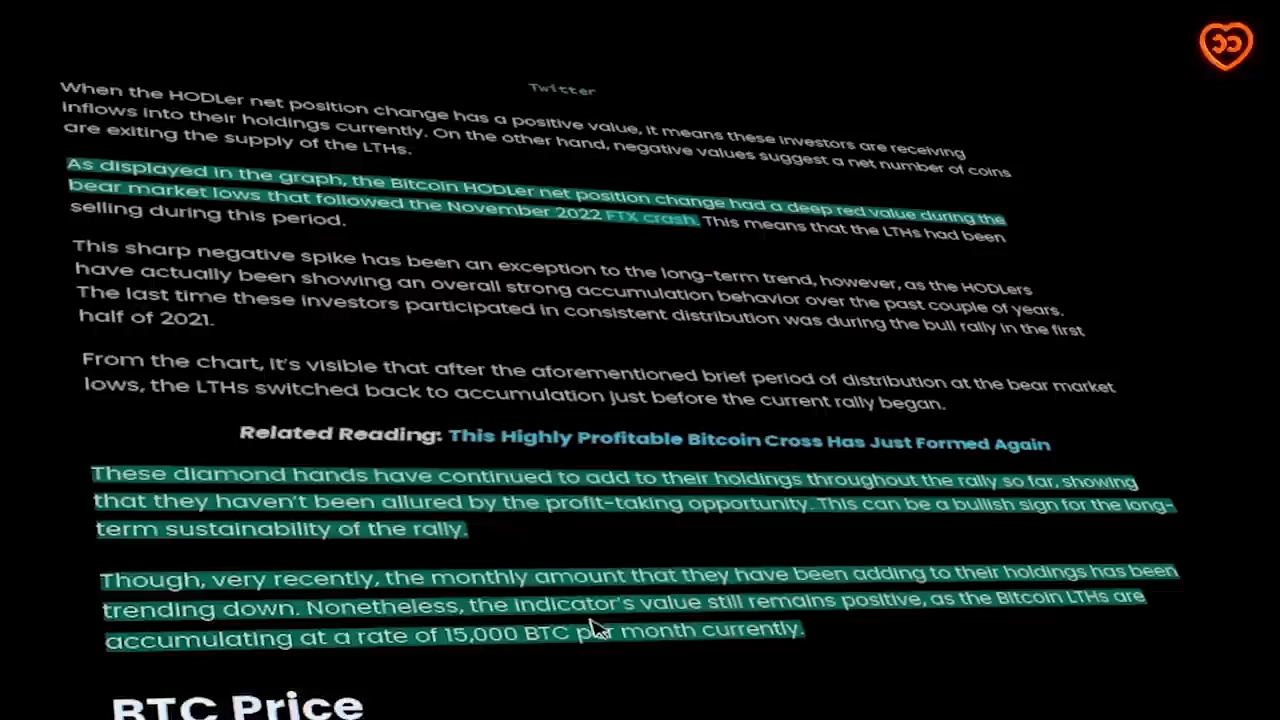 Twitter
When the HODLer net position change has a positive value, it means these investors are receiving
inflows into their holdings currently. On the other hand, negative values suggest a net number of coins
are exiting the supply of the LTHs.
As displayed in the graph, the Bitcoin HODLer net position change had a deep red value during the
bear market lows that followed the November 2022 FTX crash. This means that the LTHs had been
selling during this period.
This sharp negative spike has been an exception to the long-term trend, however, as the HODLers
have actually been showing an overall strong accumulation behavior over the past couple of years.
The last time these investors participated in consistent distribution was during the bull rally in the first
half of 2021.
From the chart, it's visible that after the aforementioned brief period of distribution at the bear market
lows, the LTHs switched back to accumulation just before the current rally began.
Related Reading: This Highly Profitable Bitcoin Cross Has Just Formed Again
These diamond hands have continued to add to their holdings throughout the rally so far, showing
that they haven't been allured by the profit-taking opportunity. This can be a bullish sign for the long-
term sustainability of the rally.
Though, very recently, the monthly amount that they have been adding to their holdings has been
trending down. Nonetheless, the indicator's value still remains positive, as the Bitcoin LTHs are
accumulating at a rate of 15,000 BTC per month currently.
BTC Price